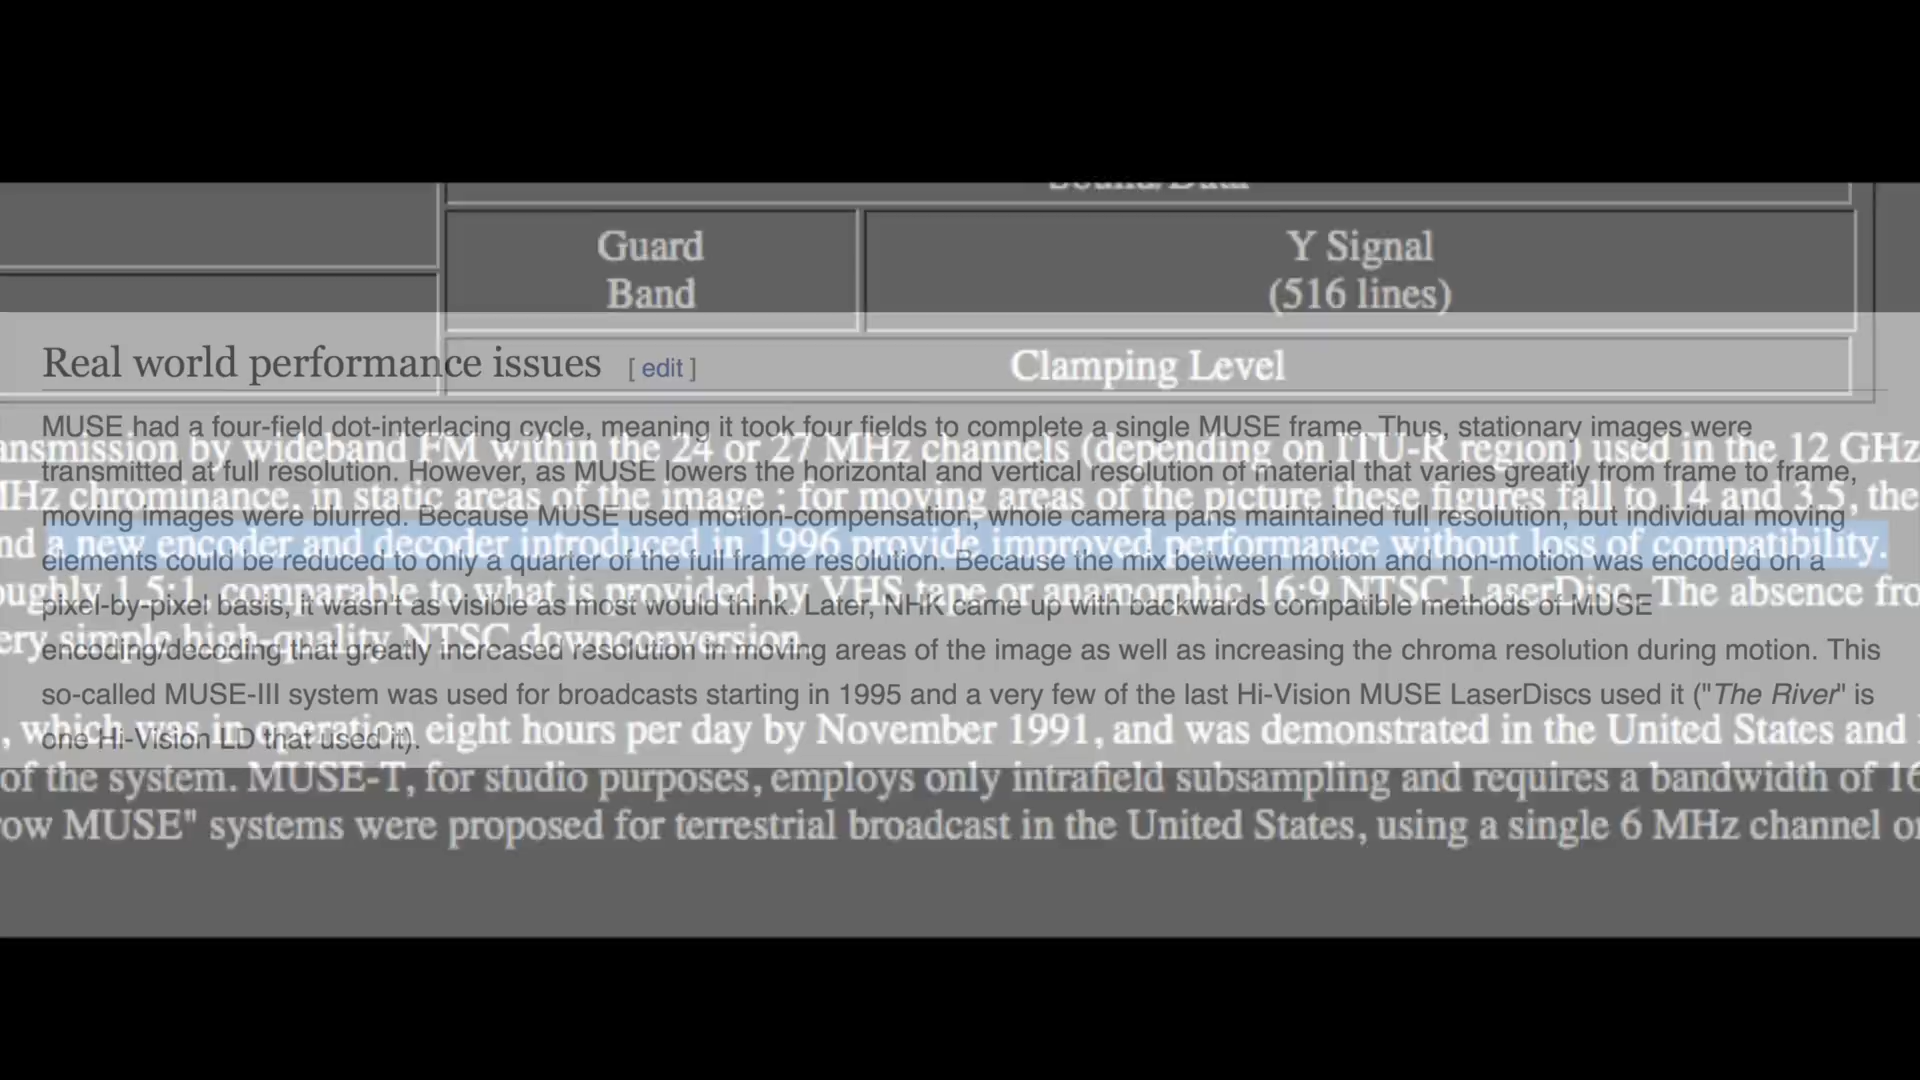 Sound/Data
Guard
Band
Y Signal
(516 lines)
Clamping Level
ansmission by wideband FM within the 24 or 27 MHz channels (depending on ITU-R region) used in the 12 GHz
MHz chrominance, in static areas of the image ; for moving areas of the picture these figures fall to 14 and 3.5, the
nd a new encoder and decoder introduced in 1996 provide improved performance without loss of compatibility.
oughly 1.5:1, comparable to what is provided by VHS tape or anamorphic 16:9 NTSC LaserDisc. The absence fro
ery simple high-quality NTSC downconversion.
, which was in operation eight hours per day by November 1991, and was demonstrated in the United States and
of the system. MUSE-T, for studio purposes, employs only intrafield subsampling and requires a bandwidth of 16
row MUSE" systems were proposed for terrestrial broadcast in the United States, using a single 6 MHz channel or
Real world performance issues [ edit ]
MUSE had a four-field dot-interlacing cycle, meaning it took four fields to complete a single MUSE frame. Thus, stationary images were
transmitted at full resolution. However, as MUSE lowers the horizontal and vertical resolution of material that varies greatly from frame to frame,
moving images were blurred. Because MUSE used motion-compensation, whole camera pans maintained full resolution, but individual moving
elements could be reduced to only a quarter of the full frame resolution. Because the mix between motion and non-motion was encoded on a
pixel-by-pixel basis, it wasn't as visible as most would think. Later, NHK came up with backwards compatible methods of MUSE
encoding/decoding that greatly increased resolution in moving areas of the image as well as increasing the chroma resolution during motion. This
so-called MUSE-III system was used for broadcasts starting in 1995 and a very few of the last Hi-Vision MUSE LaserDiscs used it ("The River" is
one Hi-Vision LD that used it).